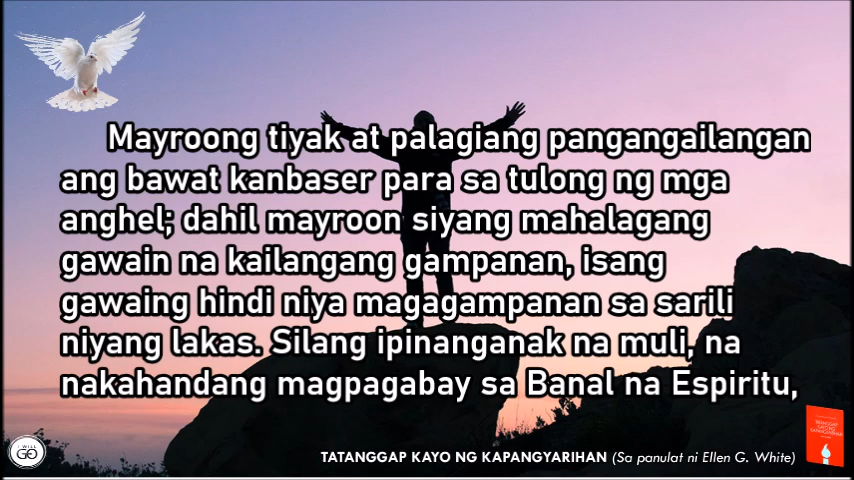 Mayroong tiyak at palagiang pangangailangan
ang bawat kanbaser para sa tulong ng mga
anghel; dahil mayroon siyang mahalagang
gawain na kailangang gampanan, isang
gawaing hindi niya magagampanan sa sarili
niyang lakas. Silang ipinanganak na muli, na
nakahandang magpagabay sa Banal na Espiritu,
I WILL
GO
TATANGGAP KAYO NG KAPANGYARIHAN (Sa panulat ni Ellen G. White)